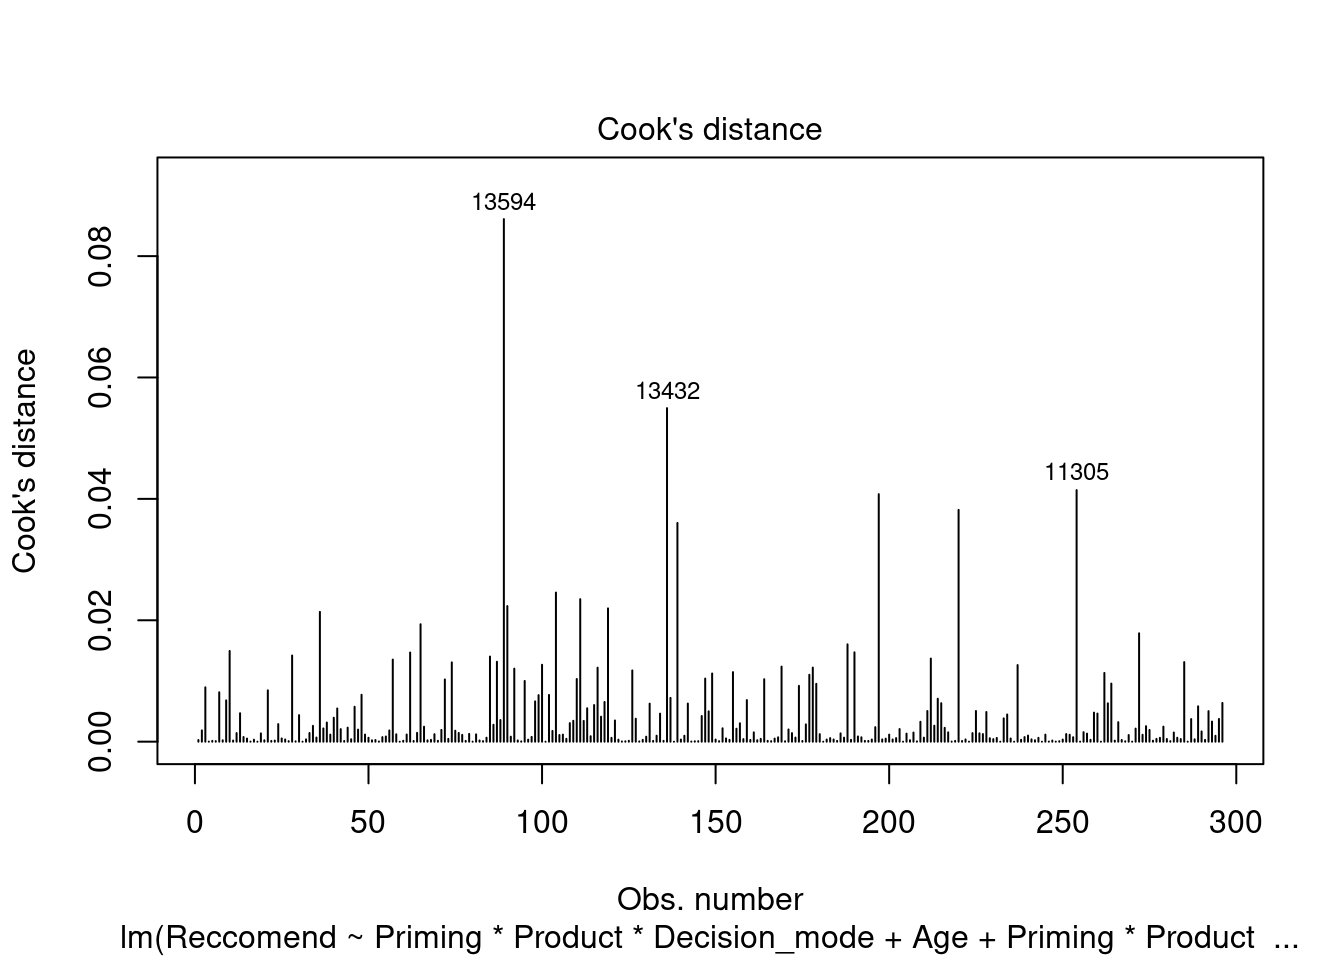 Cook's distance
13594
13432
11305
Cook's distance
0.08
0.06
0.04
0.02
0.00
0 50 100 150 200 250 300
Obs. number
lm(Reccomend ~ Priming * Product * Decision_mode + Age + Priming * Product ...